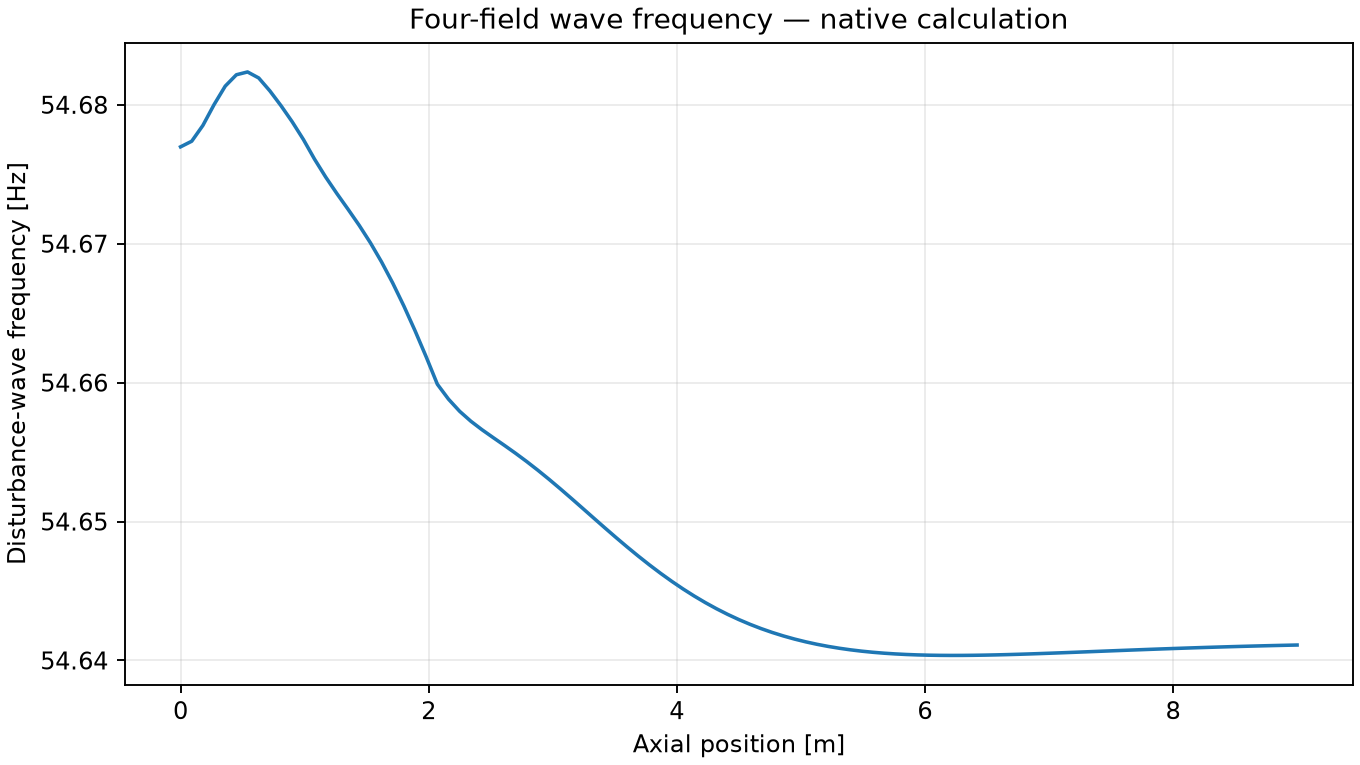 Four-field wave frequency — native calculation
Disturbance-wave frequency [Hz]
54.68
54.67
54.66
54.65
54.64
0 2 4 6 8
Axial position [m]